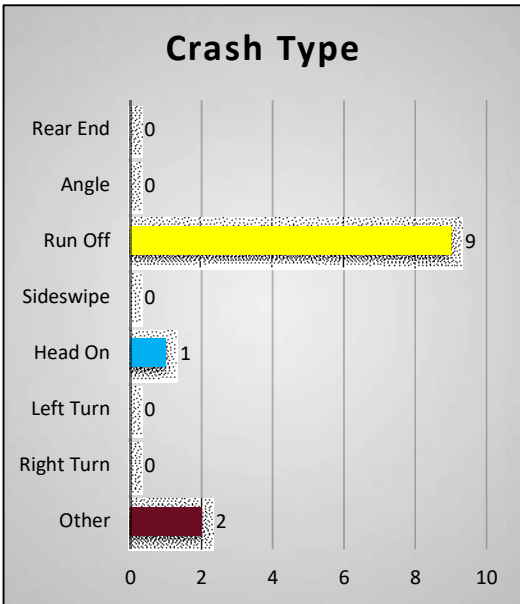 Crash Type
Rear End 0
Angle 0
Run Off 9
Sideswipe 0
Head On 1
Left Turn 0
Right Turn 0
Other 2
0 2 4 6 8 10